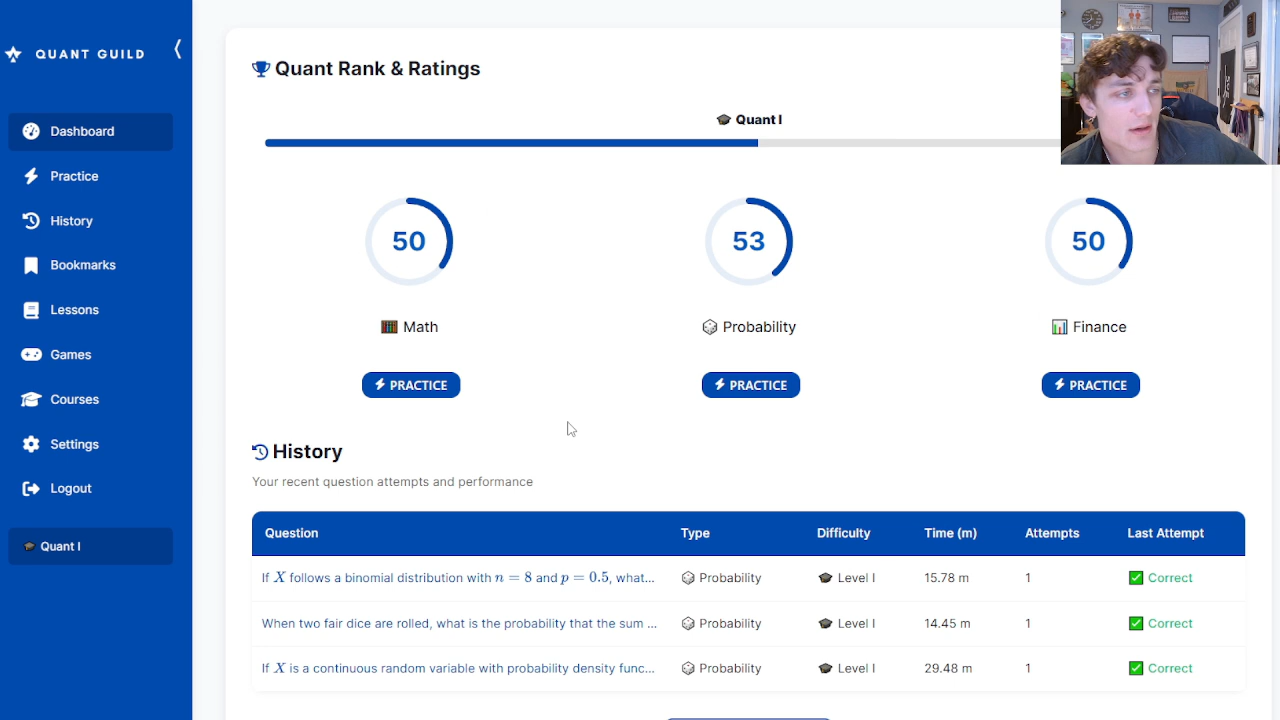 QUANT GUILD
Dashboard
Practice
History
Bookmarks
Lessons
Games
Courses
Settings
Logout
Quant I
Quant Rank & Ratings
Quant I
50
53
50
Math
Probability
Finance
PRACTICE
PRACTICE
PRACTICE
History
Your recent question attempts and performance
Question Type Difficulty Time (m) Attempts Last Attempt
If X follows a binomial distribution with n = 8 and p = 0.5, what... Probability Level I 15.78 m 1 Correct
When two fair dice are rolled, what is the probability that the sum ... Probability Level I 14.45 m 1 Correct
If X is a continuous random variable with probability density func... Probability Level I 29.48 m 1 Correct